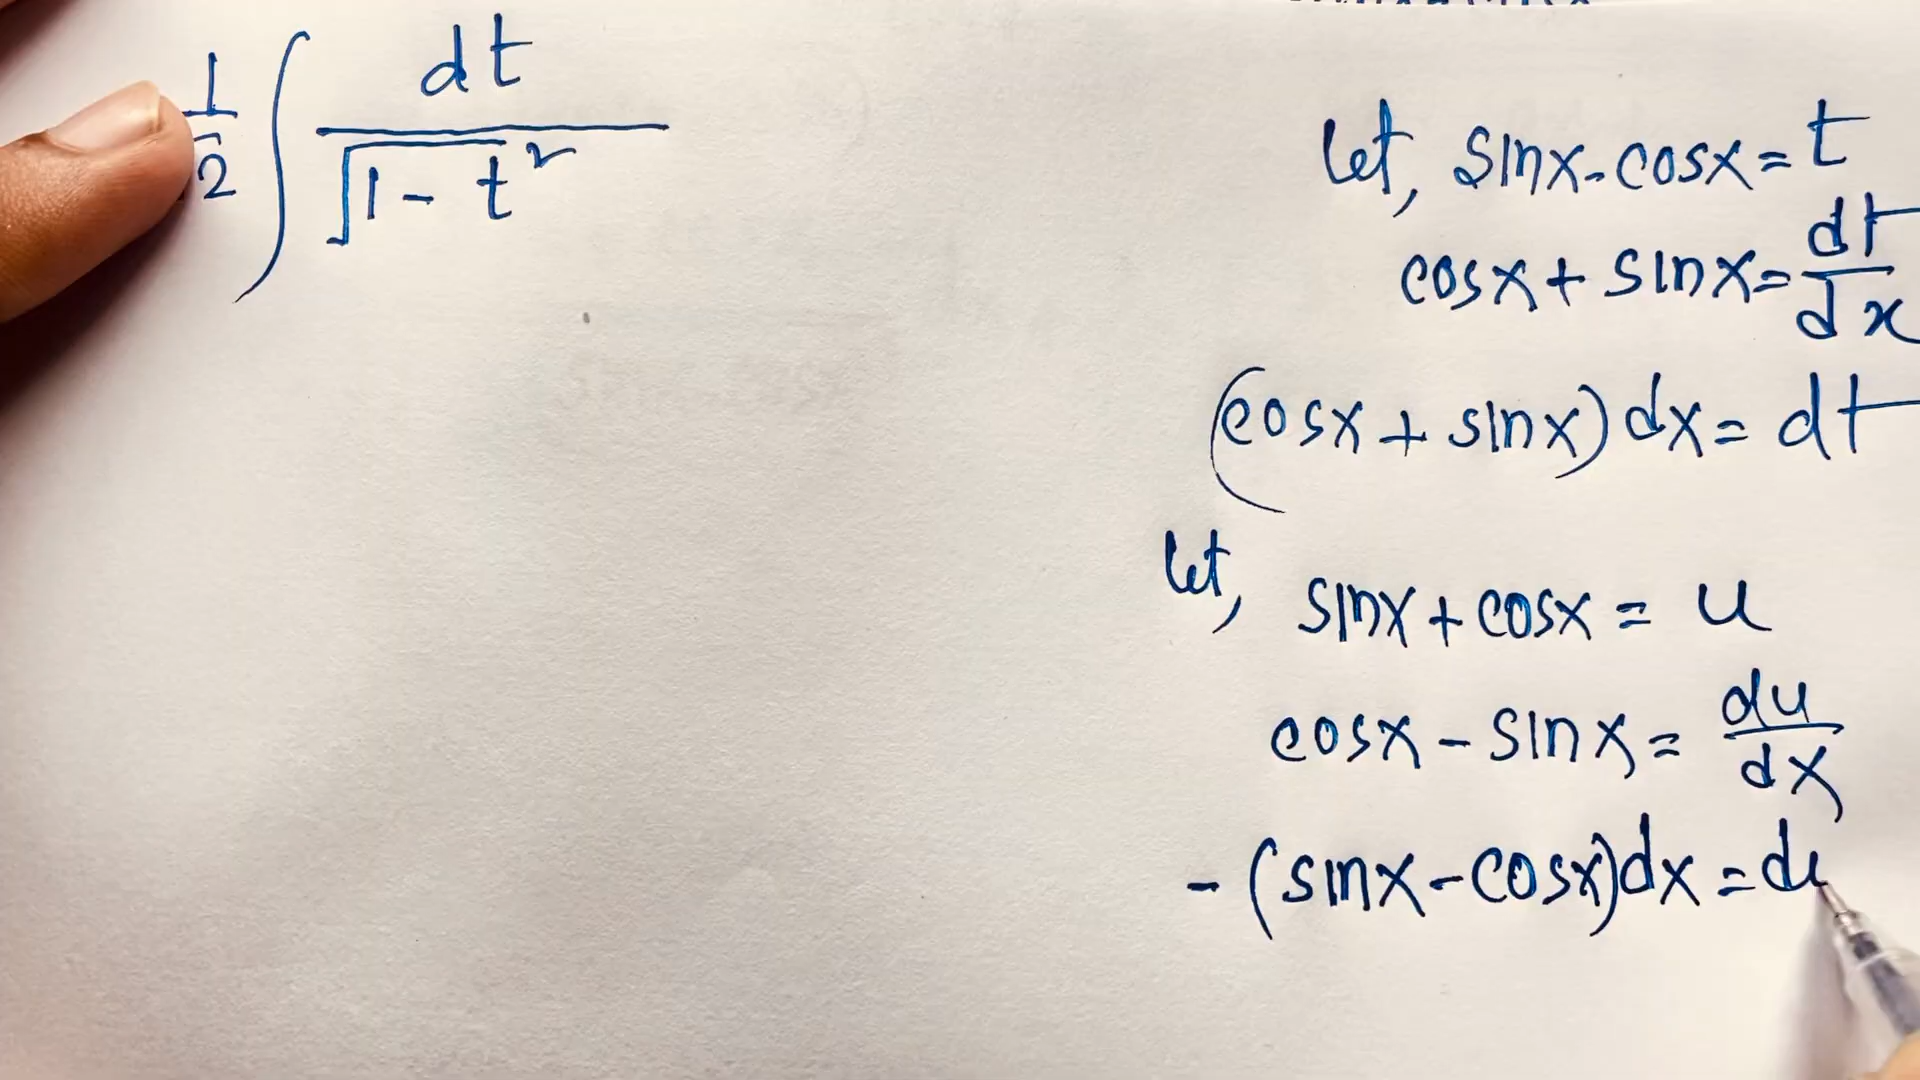 1/2 ∫ dt / √1 - t²
let, sinx - cosx = t
cosx + sinx = dt/dx
(cosx + sinx) dx = dt
let, sinx + cosx = u
cosx - sinx = du/dx
- (sinx - cosx) dx = du